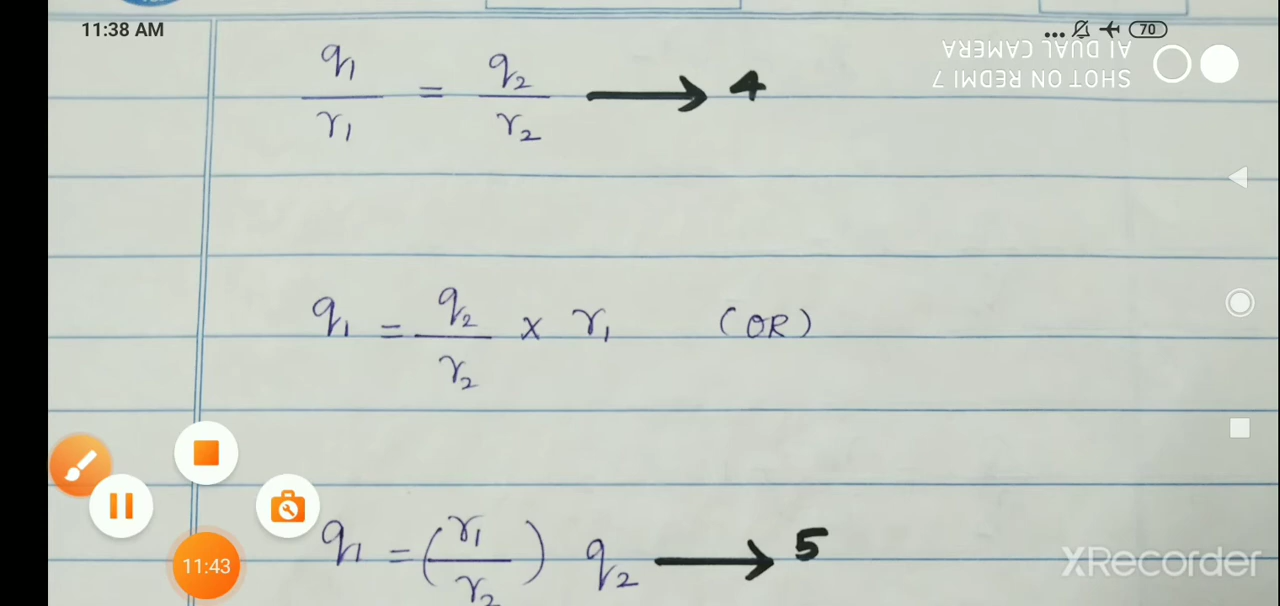 11:38 AM
70
SHOT ON REDMI 7
AI DUAL CAMERA
q₁/r₁ = q₂/r₂ → 4
q₁ = q₂/r₂ × r₁ (OR)
q₁ = (r₁/r₂) q₂ → 5
11:43
XRecorder